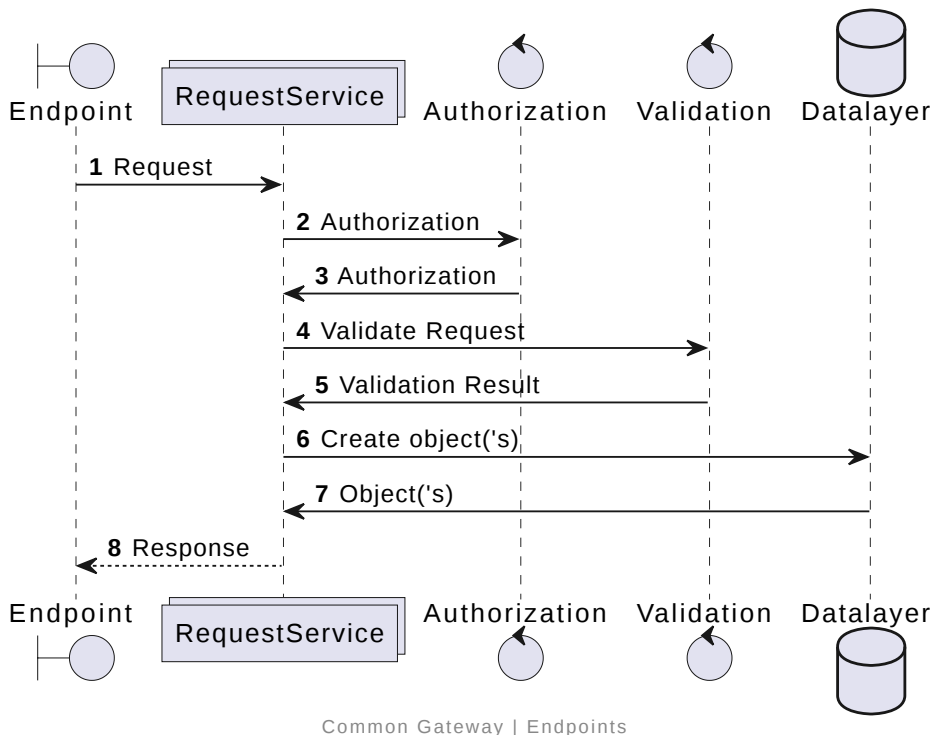 Endpoint
RequestService
Authorization
Validation
Datalayer
1 Request
2 Authorization
3 Authorization
4 Validate Request
5 Validation Result
6 Create object('s)
7 Object('s)
8 Response
Endpoint
RequestService
Authorization
Validation
Datalayer
Common Gateway | Endpoints